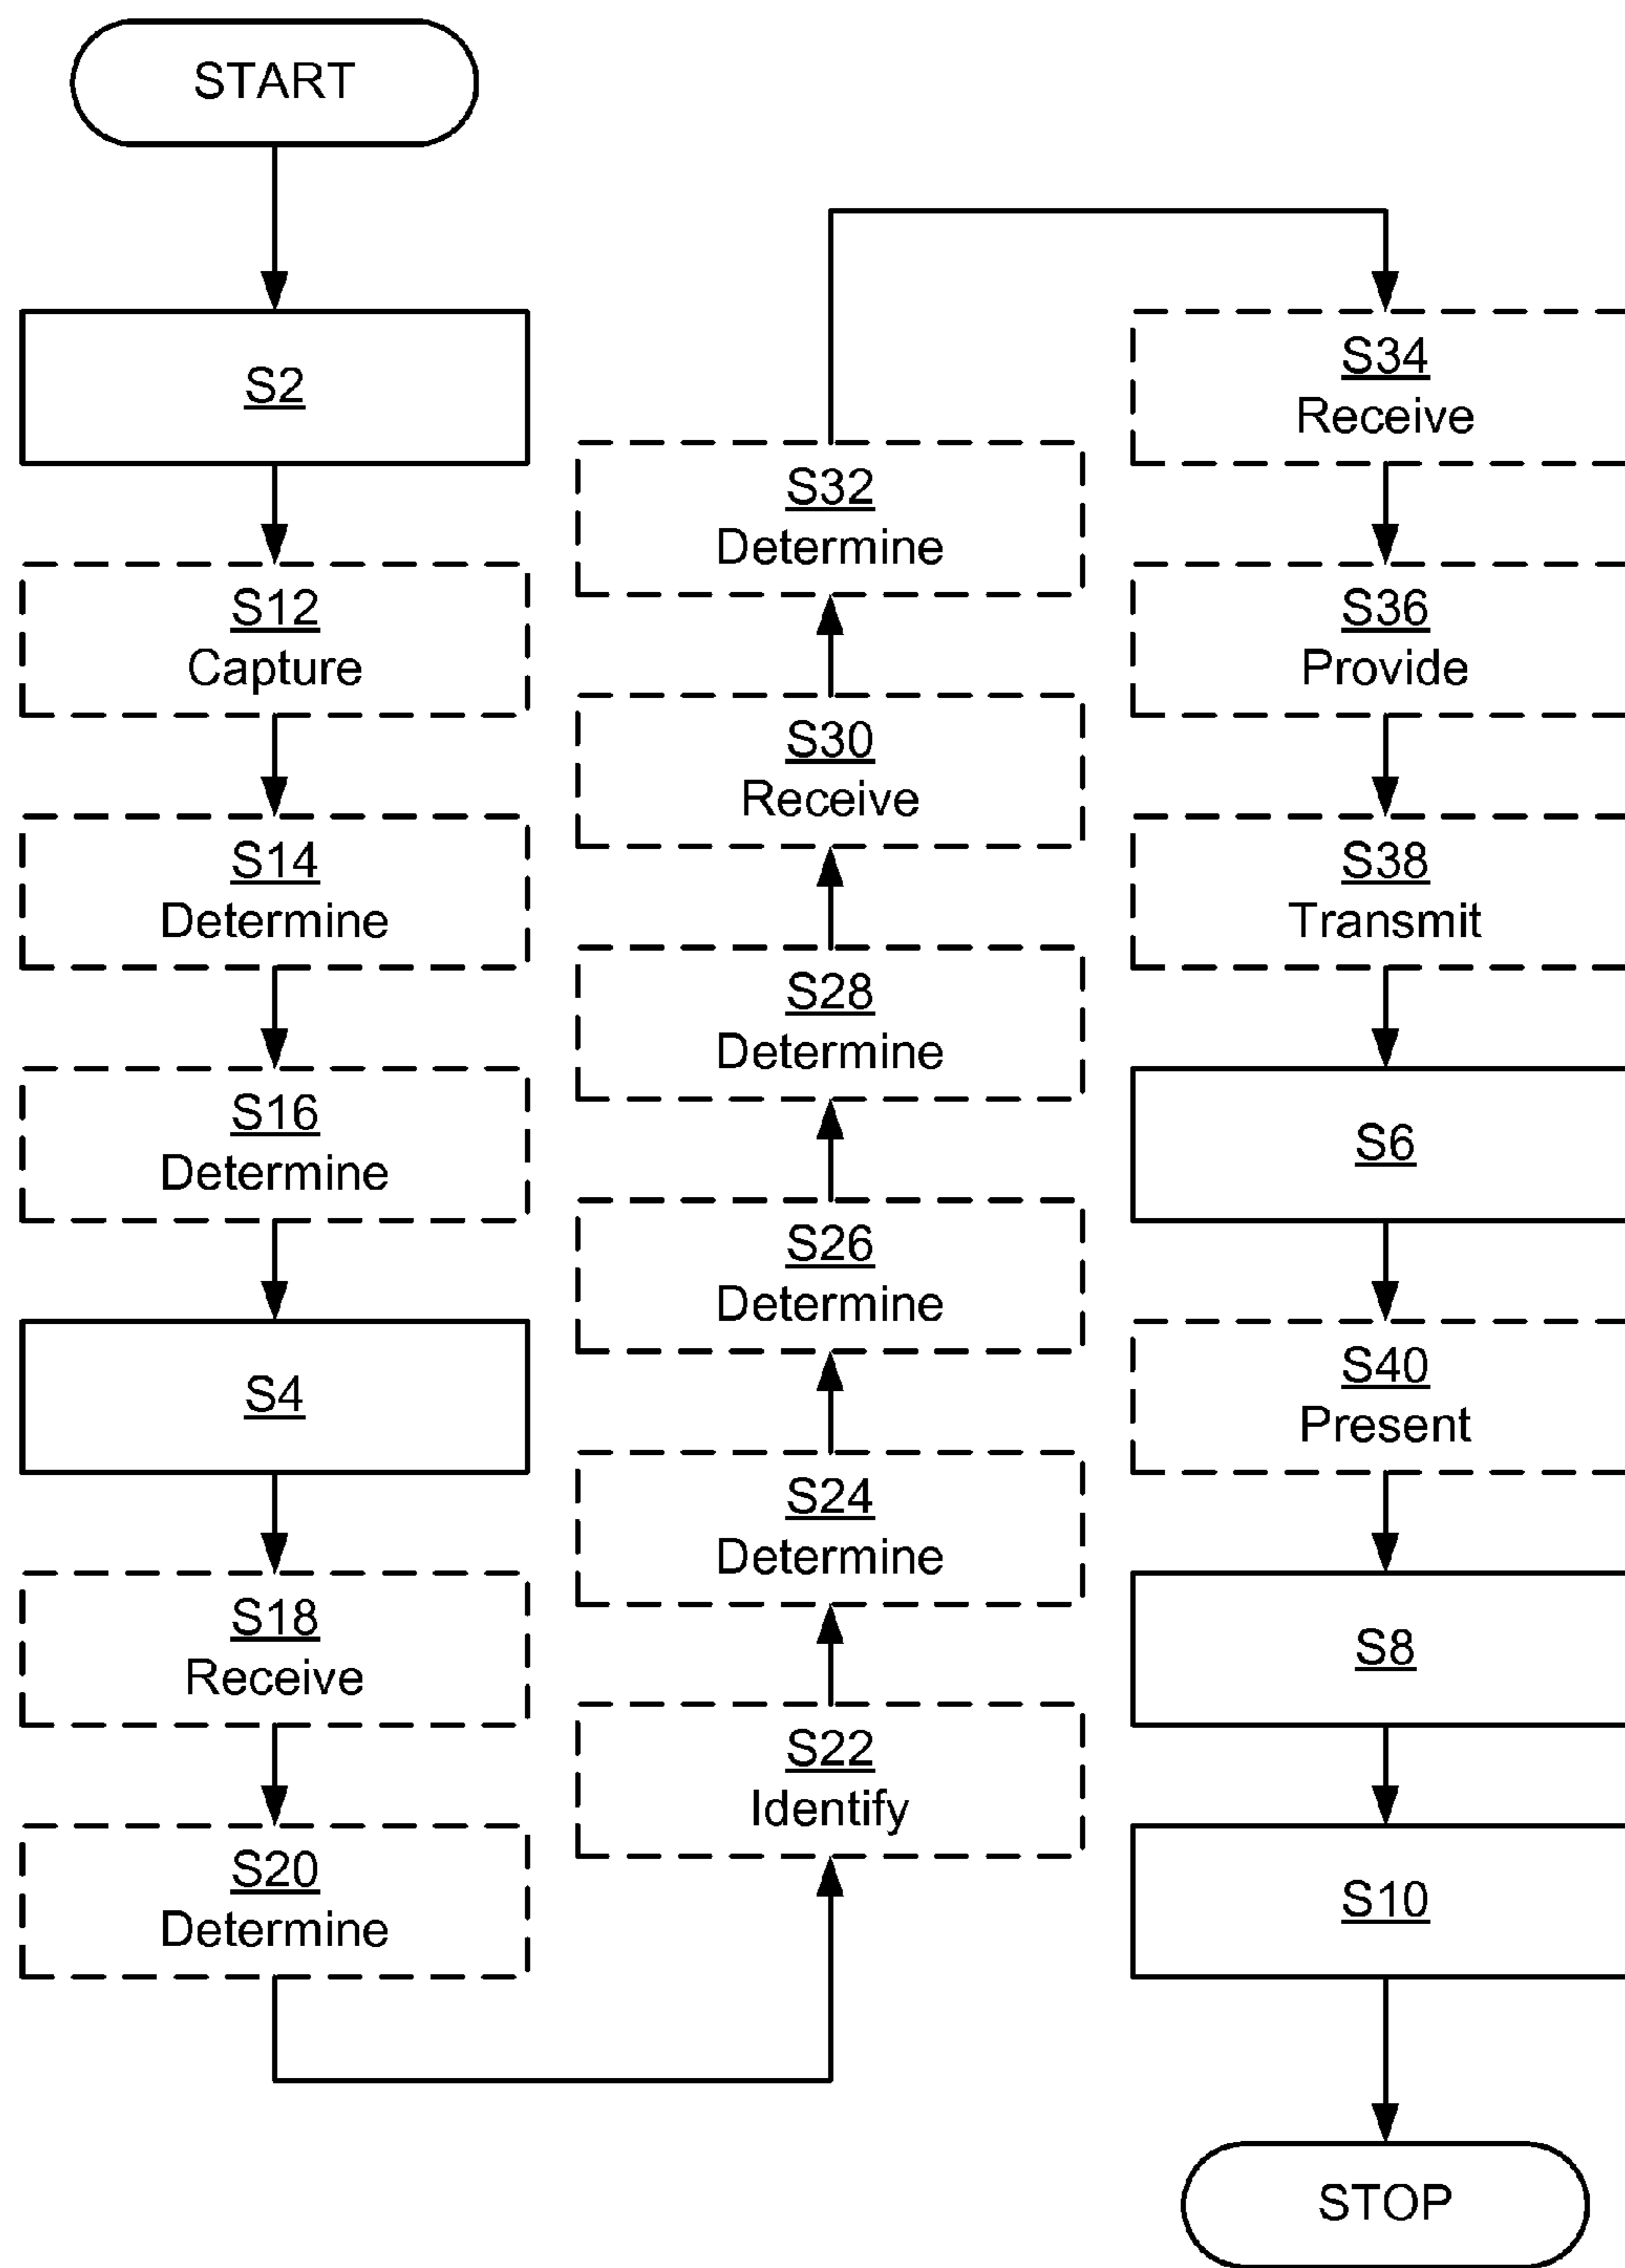 START
S2
S12
Capture
S14
Determine
S16
Determine
S4
S18
Receive
S20
Determine
S22
Identify
S24
Determine
S26
Determine
S28
Determine
S30
Receive
S32
Determine
S34
Receive
S36
Provide
S38
Transmit
S6
S40
Present
S8
S10
STOP